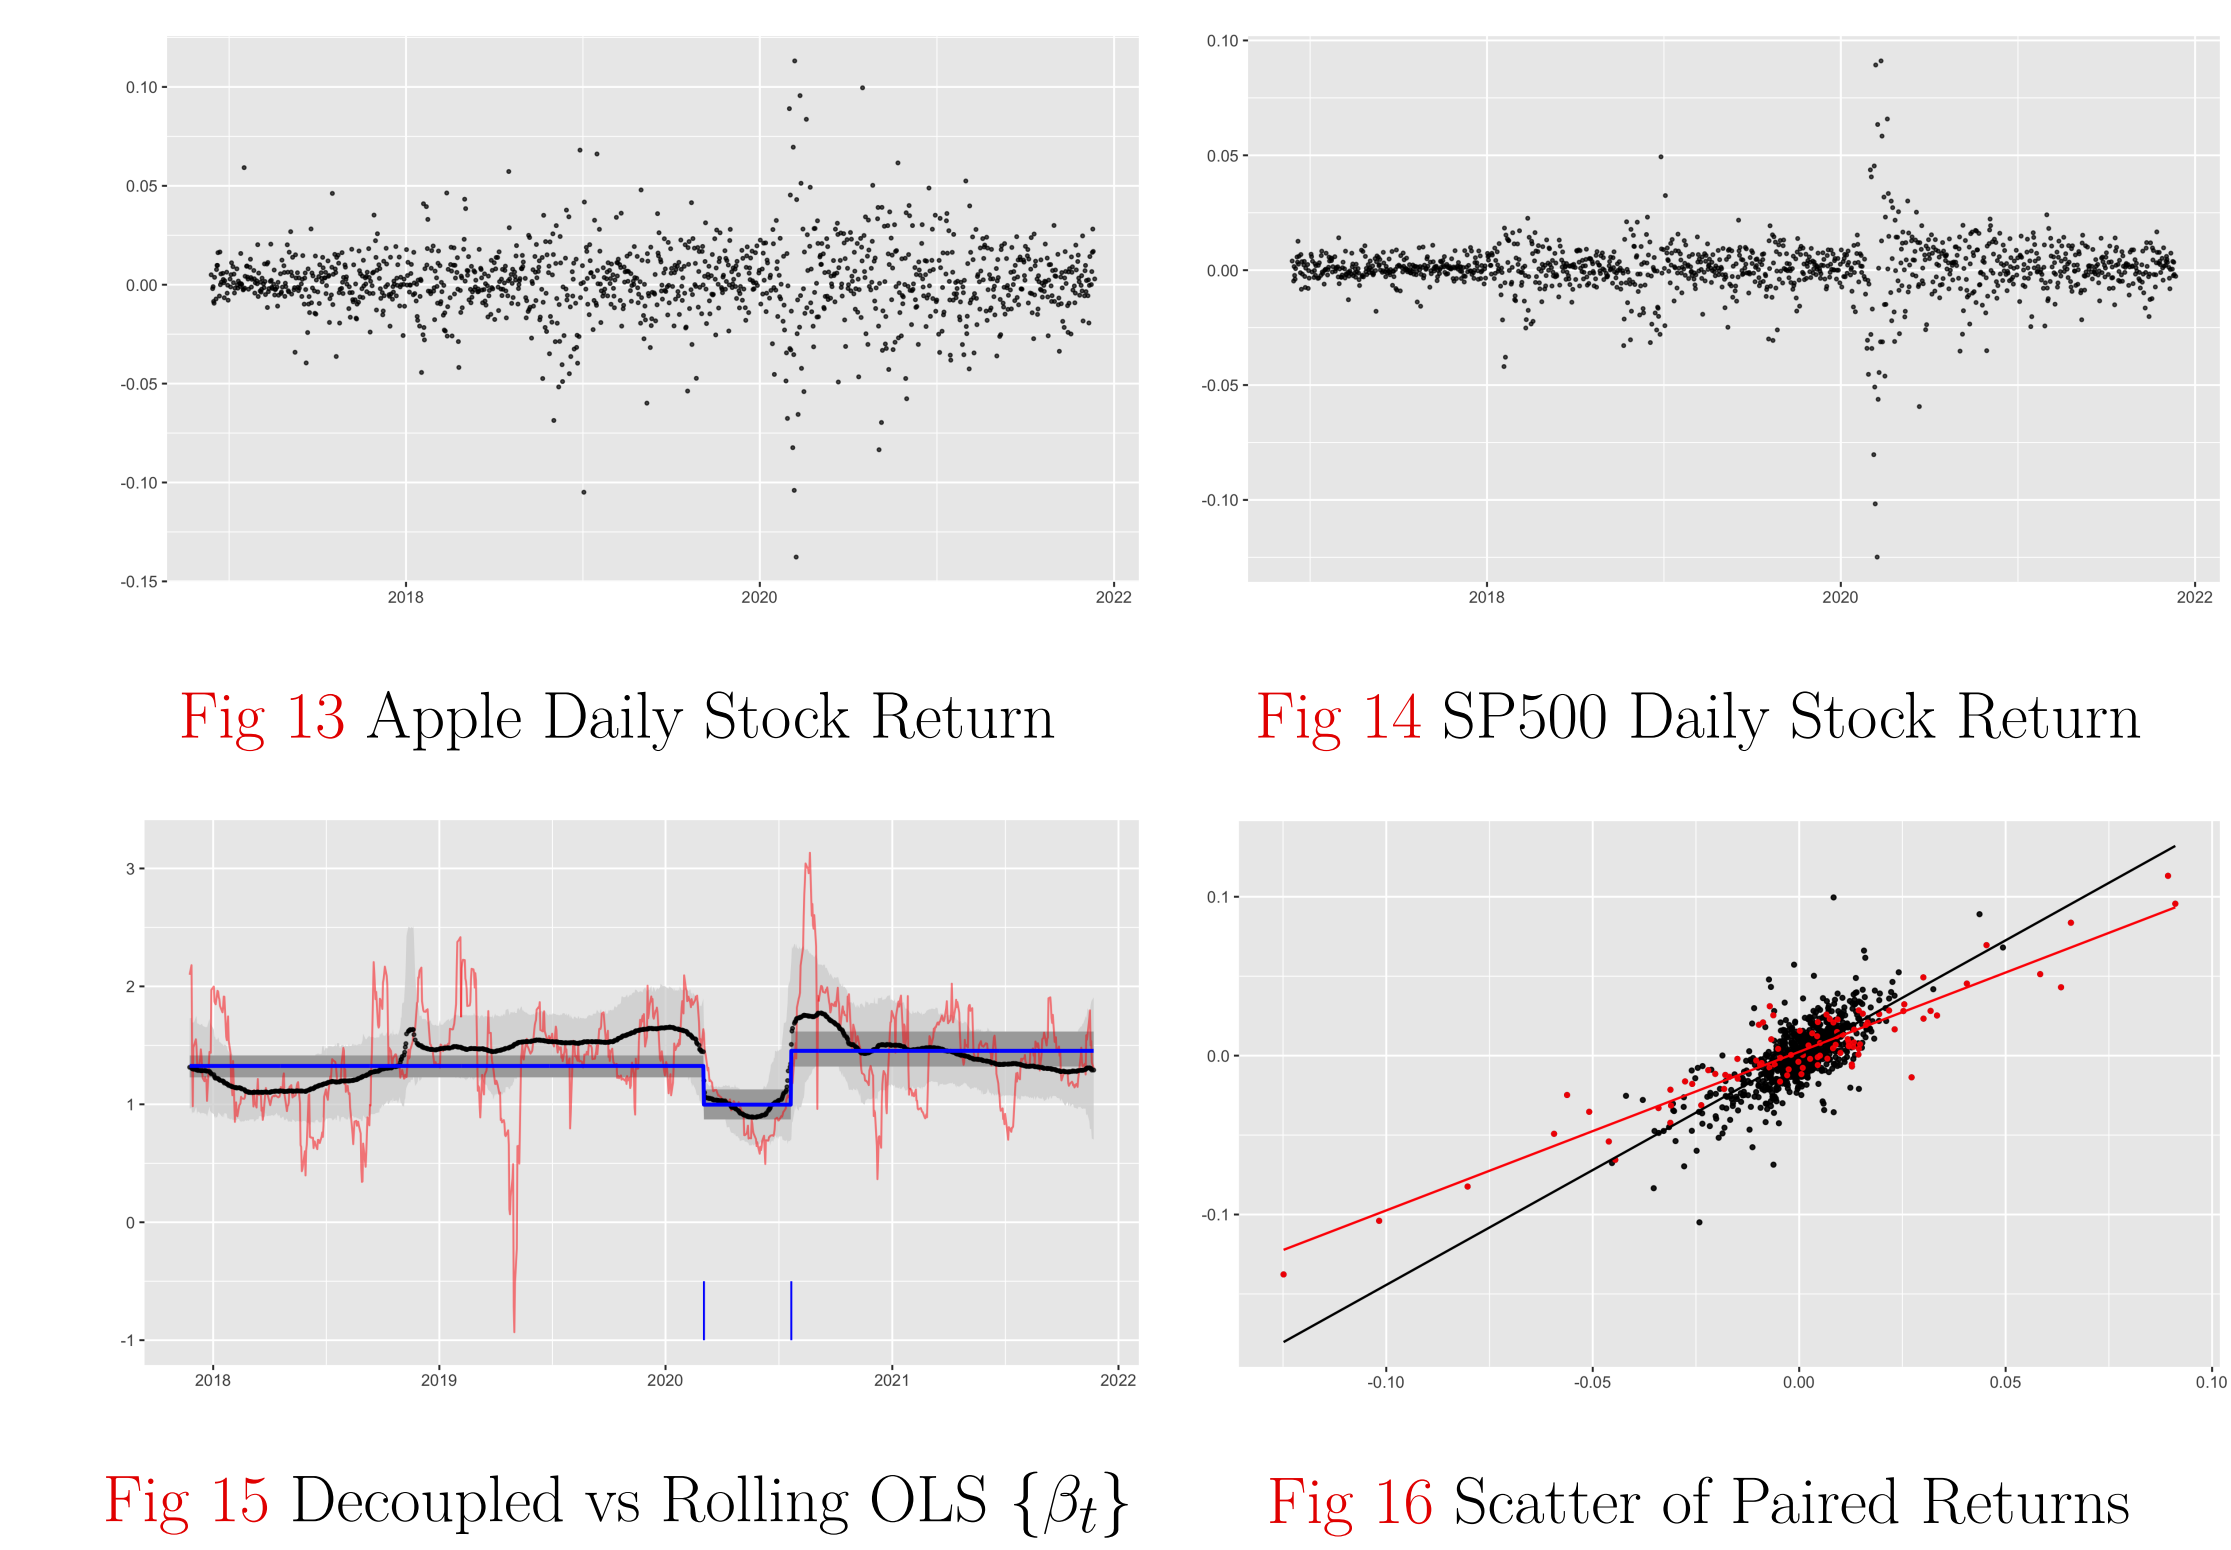 0.10
0.05
0.00
-0.05
-0.10
-0.15
2018 2020 2022
Fig 13 Apple Daily Stock Return
0.10
0.05
0.00
-0.05
-0.10
2018 2020 2022
Fig 14 SP500 Daily Stock Return
3
2
1
0
-1
2018 2019 2020 2021 2022
Fig 15 Decoupled vs Rolling OLS {βt}
0.1
0.0
-0.1
-0.10 -0.05 0.00 0.05 0.10
Fig 16 Scatter of Paired Returns